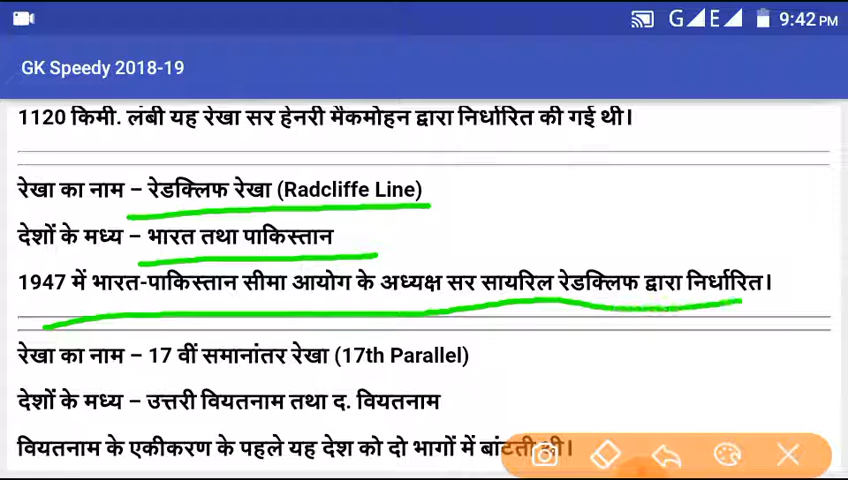 G E 9:42 PM
GK Speedy 2018-19
1120 किमी. लंबी यह रेखा सर हेनरी मैकमोहन द्वारा निर्धारित की गई थी।
रेखा का नाम – रेडक्लिफ रेखा (Radcliffe Line)
देशों के मध्य – भारत तथा पाकिस्तान
1947 में भारत-पाकिस्तान सीमा आयोग के अध्यक्ष सर सायरिल रेडक्लिफ द्वारा निर्धारित।
रेखा का नाम – 17 वीं समानांतर रेखा (17th Parallel)
देशों के मध्य – उत्तरी वियतनाम तथा द. वियतनाम
वियतनाम के एकीकरण के पहले यह देश को दो भागों में बांटती थी।